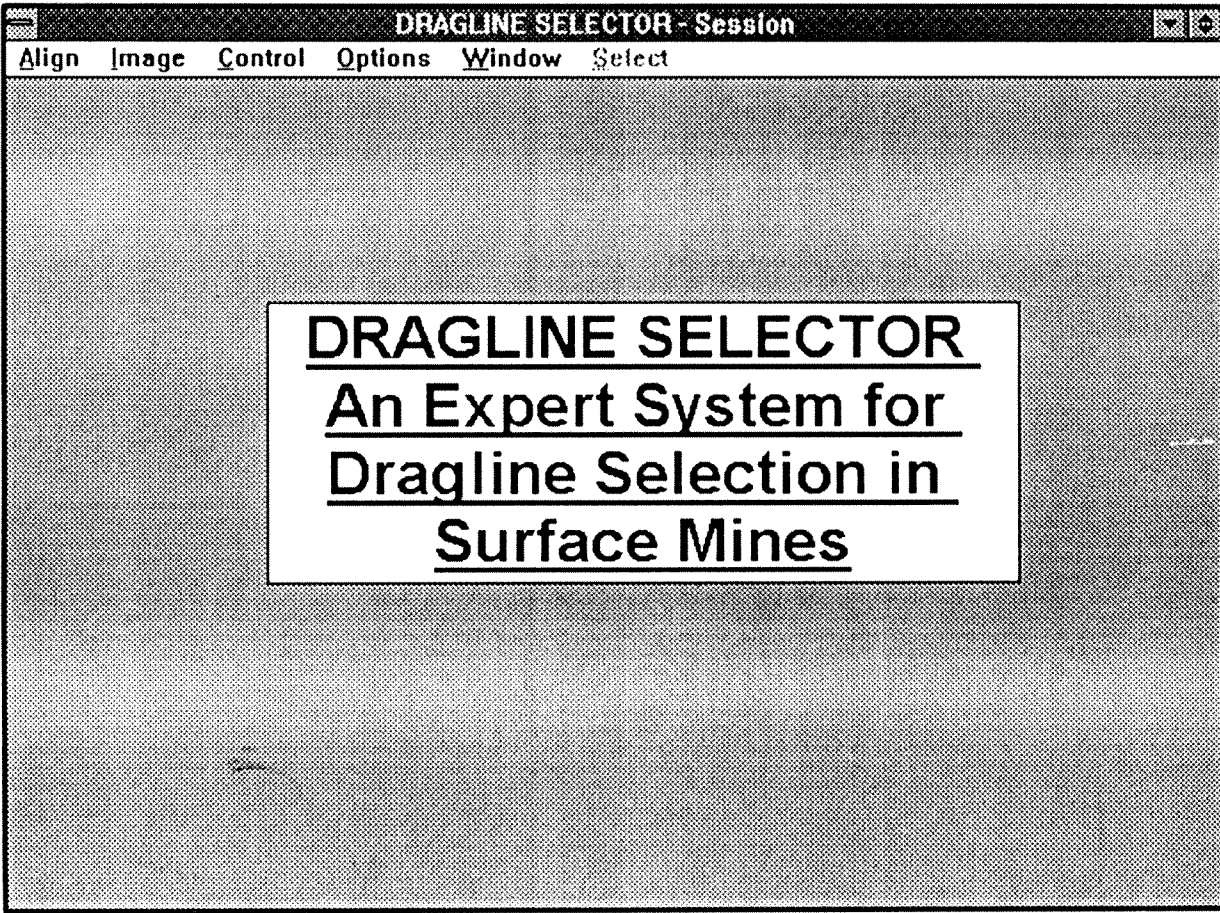 DRAGLINE SELECTOR - Session
Align Image Control Options Window Select
DRAGLINE SELECTOR
An Expert System for
Dragline Selection in
Surface Mines